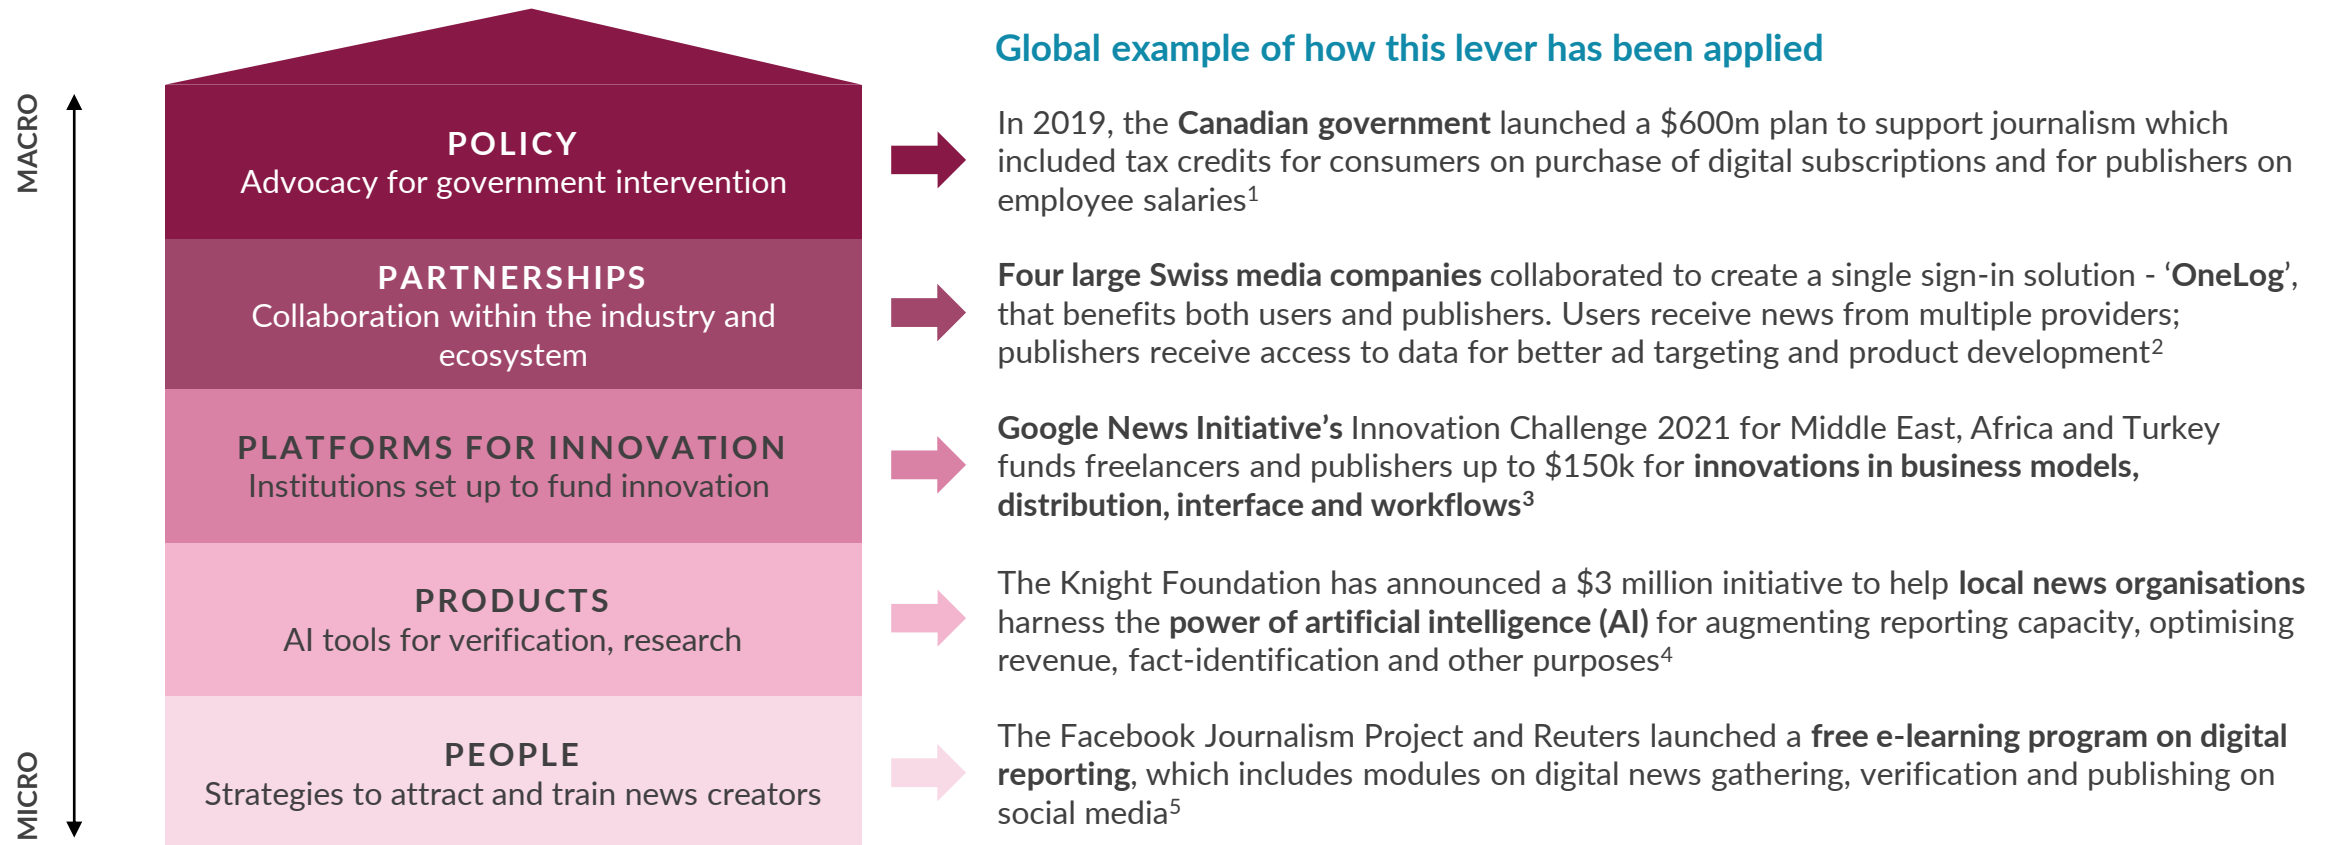 Global example of how this lever has been applied
MACRO
POLICY
Advocacy for government intervention
In 2019, the Canadian government launched a $600m plan to support journalism which
included tax credits for consumers on purchase of digital subscriptions and for publishers on
employee salaries¹
PARTNERSHIPS
Collaboration within the industry and
ecosystem
Four large Swiss media companies collaborated to create a single sign-in solution - ‘OneLog’,
that benefits both users and publishers. Users receive news from multiple providers;
publishers receive access to data for better ad targeting and product development²
PLATFORMS FOR INNOVATION
Institutions set up to fund innovation
Google News Initiative’s Innovation Challenge 2021 for Middle East, Africa and Turkey
funds freelancers and publishers up to $150k for innovations in business models,
distribution, interface and workflows³
PRODUCTS
AI tools for verification, research
The Knight Foundation has announced a $3 million initiative to help local news organisations
harness the power of artificial intelligence (AI) for augmenting reporting capacity, optimising
revenue, fact-identification and other purposes⁴
PEOPLE
Strategies to attract and train news creators
The Facebook Journalism Project and Reuters launched a free e-learning program on digital
reporting, which includes modules on digital news gathering, verification and publishing on
social media⁵
MICRO